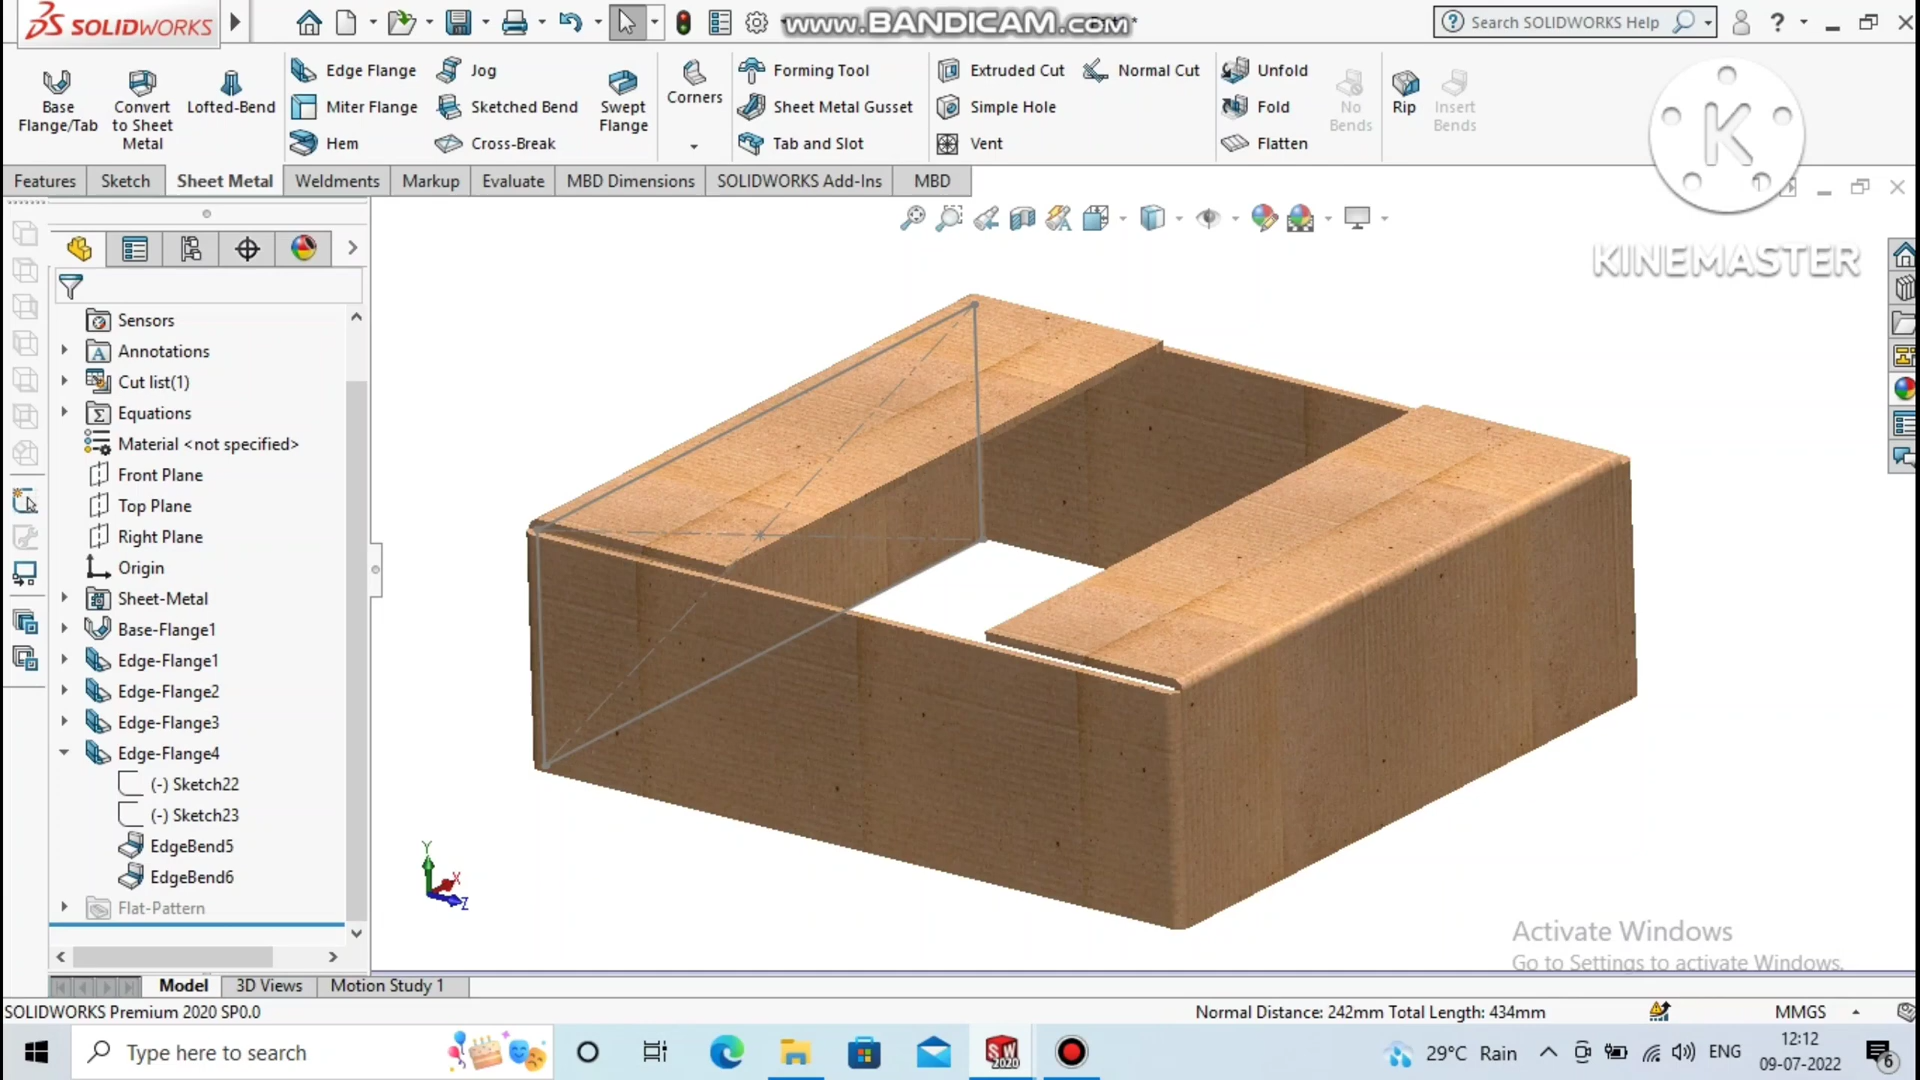 SOLIDWORKS
www.BANDICAM.com
Search SOLIDWORKS Help
Base Flange/Tab
Convert to Sheet Metal
Lofted-Bend
Edge Flange
Miter Flange
Hem
Jog
Sketched Bend
Cross-Break
Swept Flange
Corners
Forming Tool
Sheet Metal Gusset
Tab and Slot
Extruded Cut
Simple Hole
Vent
Normal Cut
Unfold
Fold
Flatten
No Bends
Rip
Insert Bends
K
KINEMASTER
Features
Sketch
Sheet Metal
Weldments
Markup
Evaluate
MBD Dimensions
SOLIDWORKS Add-Ins
MBD
Sensors
Annotations
Cut list(1)
Equations
Material <not specified>
Front Plane
Top Plane
Right Plane
Origin
Sheet-Metal
Base-Flange1
Edge-Flange1
Edge-Flange2
Edge-Flange3
Edge-Flange4
(-) Sketch22
(-) Sketch23
EdgeBend5
EdgeBend6
Flat-Pattern
Y
X
Z
Activate Windows
Go to Settings to activate Windows.
Model
3D Views
Motion Study 1
SOLIDWORKS Premium 2020 SP0.0
Normal Distance: 242mm Total Length: 434mm
MMGS
Type here to search
SW 2020
29°C Rain
ENG
12:12
09-07-2022
6